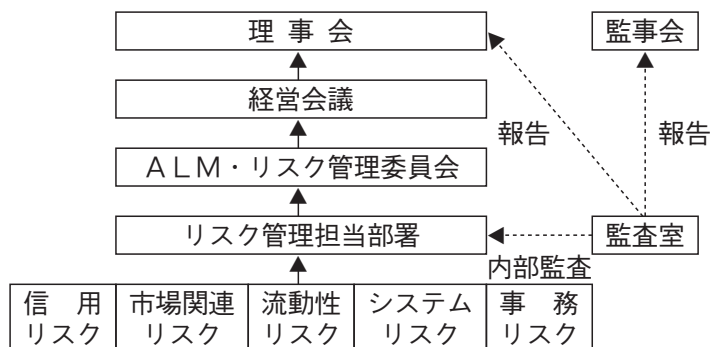 理事会
監事会
経営会議
報告
報告
ALM・リスク管理委員会
リスク管理担当部署
監査室
内部監査
信用
リスク
市場関連
リスク
流動性
リスク
システム
リスク
事務
リスク